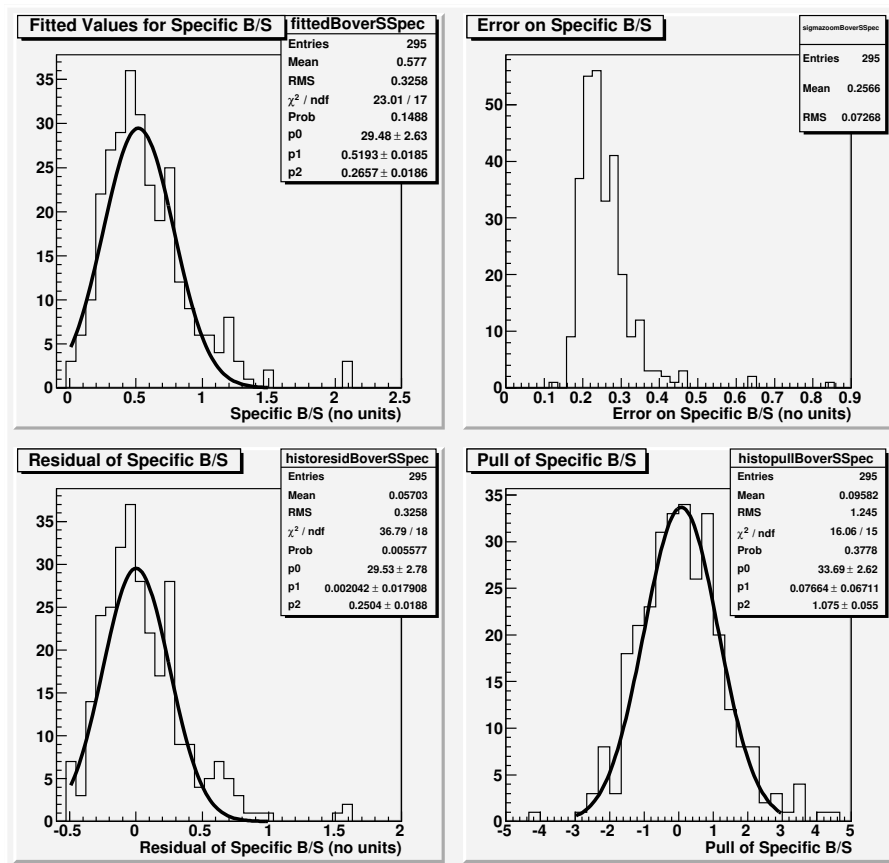 Fitted Values for Specific B/S
fittedBoverSSpec
Entries 295
Mean 0.577
RMS 0.3258
χ² / ndf 23.01 / 17
Prob 0.1488
p0 29.48 ± 2.63
p1 0.5193 ± 0.0185
p2 0.2657 ± 0.0186
35
30
25
20
15
10
5
0
0 0.5 1 1.5 2 2.5
Specific B/S (no units)
Error on Specific B/S
sigmazoomBoverSSpec
Entries 295
Mean 0.2566
RMS 0.07268
50
40
30
20
10
0
0 0.1 0.2 0.3 0.4 0.5 0.6 0.7 0.8 0.9
Error on Specific B/S (no units)
Residual of Specific B/S
historesidBoverSSpec
Entries 295
Mean 0.05703
RMS 0.3258
χ² / ndf 36.79 / 18
Prob 0.005577
p0 29.53 ± 2.78
p1 0.002042 ± 0.017908
p2 0.2504 ± 0.0188
35
30
25
20
15
10
5
0
-0.5 0 0.5 1 1.5 2
Residual of Specific B/S (no units)
Pull of Specific B/S
histopullBoverSSpec
Entries 295
Mean 0.09582
RMS 1.245
χ² / ndf 16.06 / 15
Prob 0.3778
p0 33.69 ± 2.62
p1 0.07664 ± 0.06711
p2 1.075 ± 0.055
35
30
25
20
15
10
5
0
-5 -4 -3 -2 -1 0 1 2 3 4 5
Pull of Specific B/S